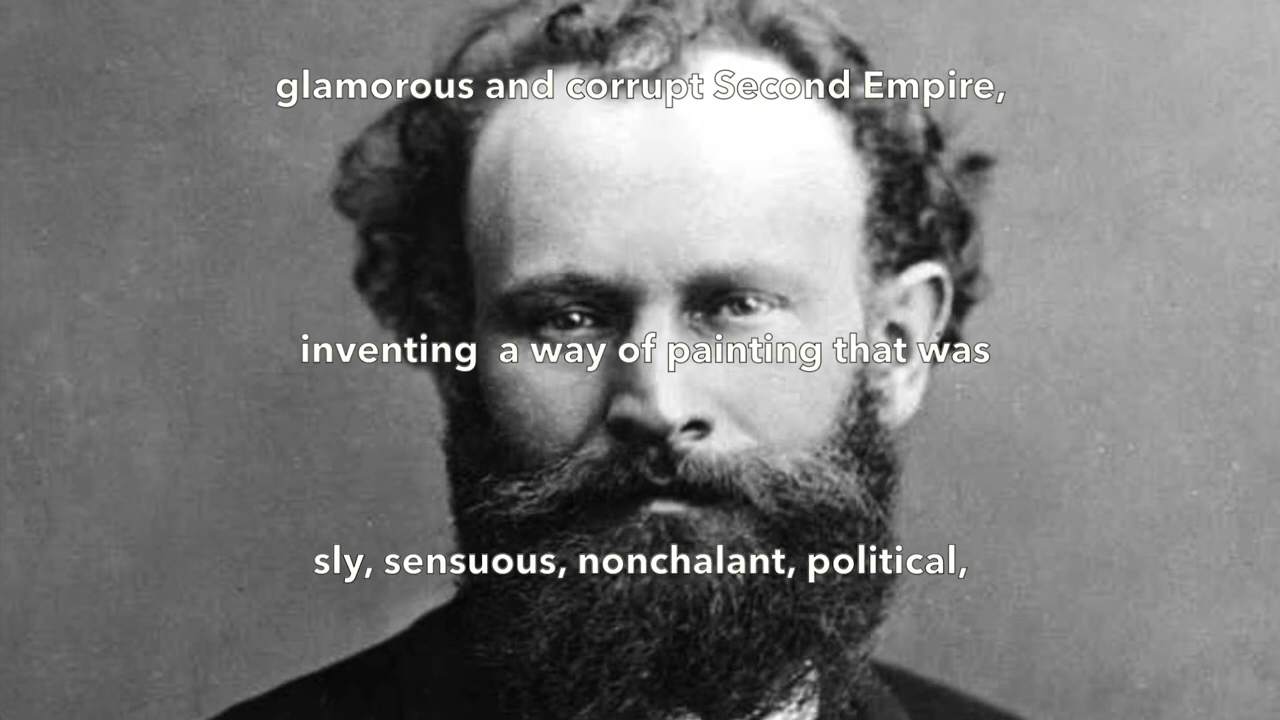 glamorous and corrupt Second Empire,
inventing  a way of painting that was
sly, sensuous, nonchalant, political,